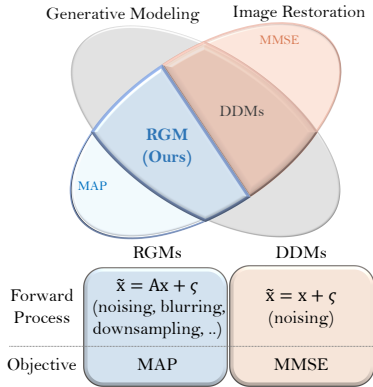 Generative Modeling
Image Restoration
MMSE
DDMs
RGM
(Ours)
MAP
RGMs
DDMs
Forward
Process
x̃ = Ax + ς
(noising, blurring,
downsampling, ..)
x̃ = x + ς
(noising)
Objective
MAP
MMSE